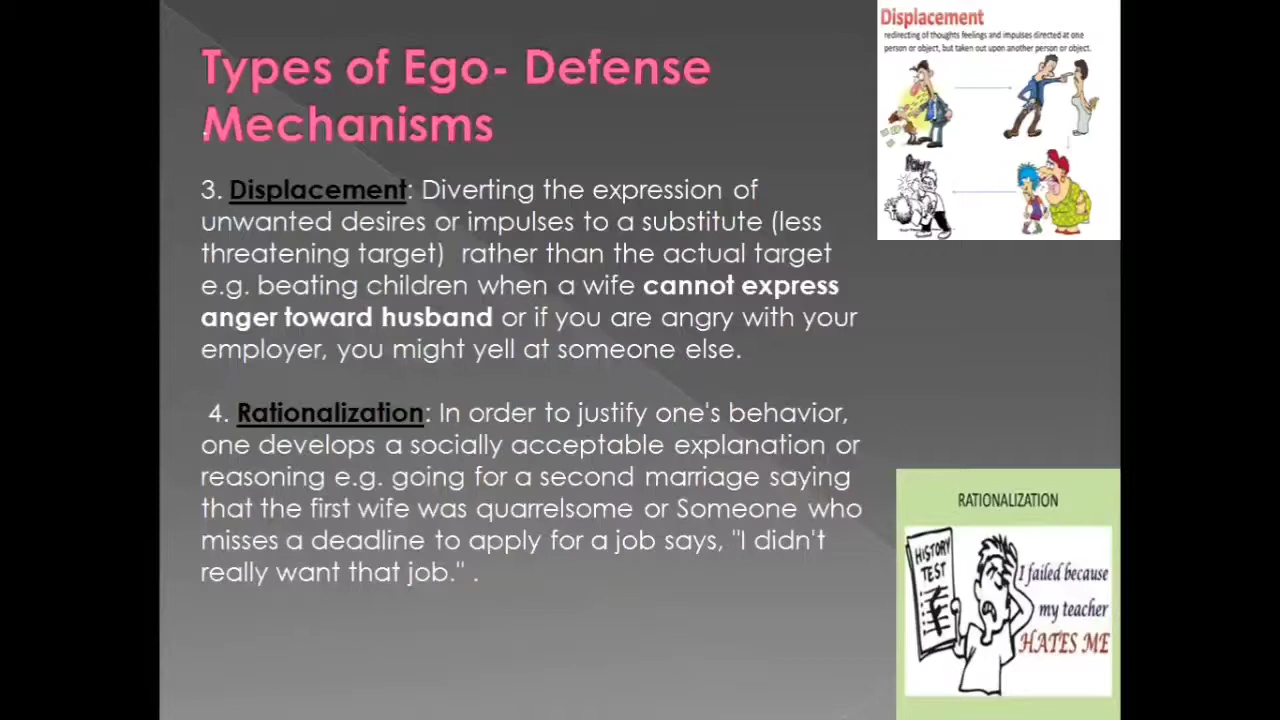 Types of Ego- Defense
Mechanisms
3. Displacement: Diverting the expression of
unwanted desires or impulses to a substitute (less
threatening target)  rather than the actual target
e.g. beating children when a wife cannot express
anger toward husband or if you are angry with your
employer, you might yell at someone else.
4. Rationalization: In order to justify one's behavior,
one develops a socially acceptable explanation or
reasoning e.g. going for a second marriage saying
that the first wife was quarrelsome or Someone who
misses a deadline to apply for a job says, "I didn't
really want that job." .
Displacement
redirecting of thoughts feelings and impulses directed at one
person or object, but taken out upon another person or object.
RATIONALIZATION
HISTORY
TEST
I failed because
my teacher
HATES ME